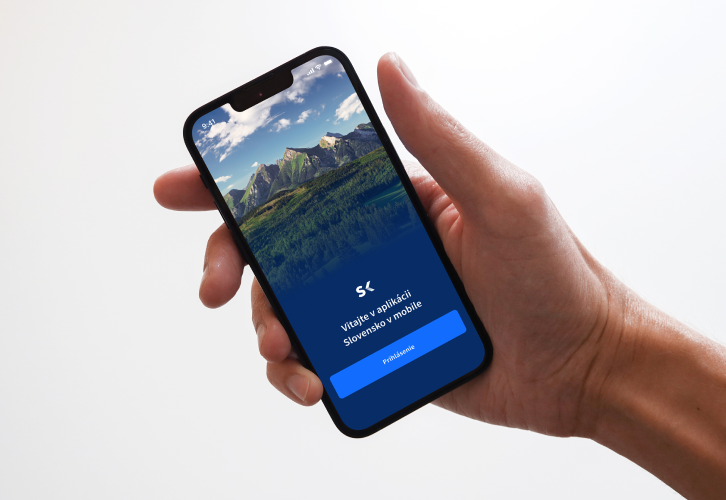 9:41
SK
Vitajte v aplikácii
Slovensko v mobile
Prihlásenie